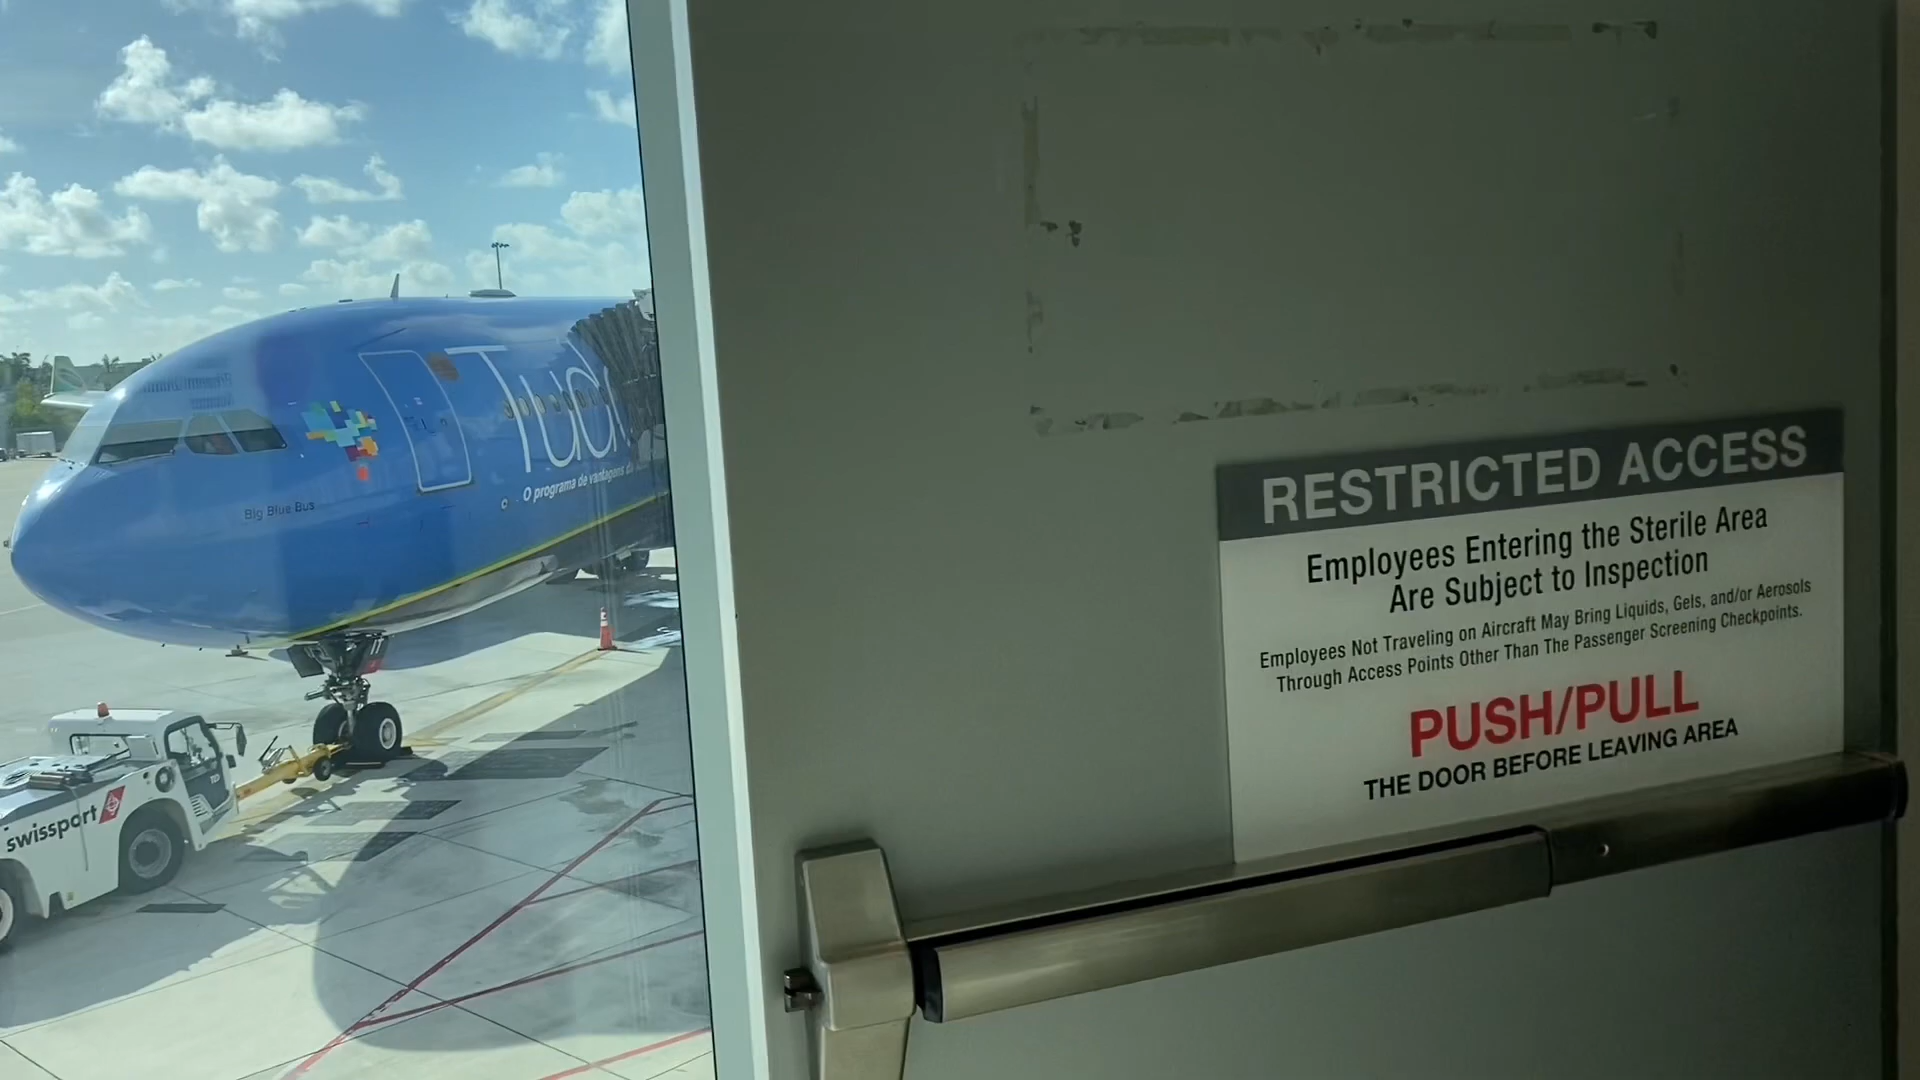 Tud
O programa de vantagens d
Big Blue Bus
swissport
RESTRICTED ACCESS
Employees Entering the Sterile Area
Are Subject to Inspection
Employees Not Traveling on Aircraft May Bring Liquids, Gels, and/or Aerosols
Through Access Points Other Than The Passenger Screening Checkpoints.
PUSH/PULL
THE DOOR BEFORE LEAVING AREA